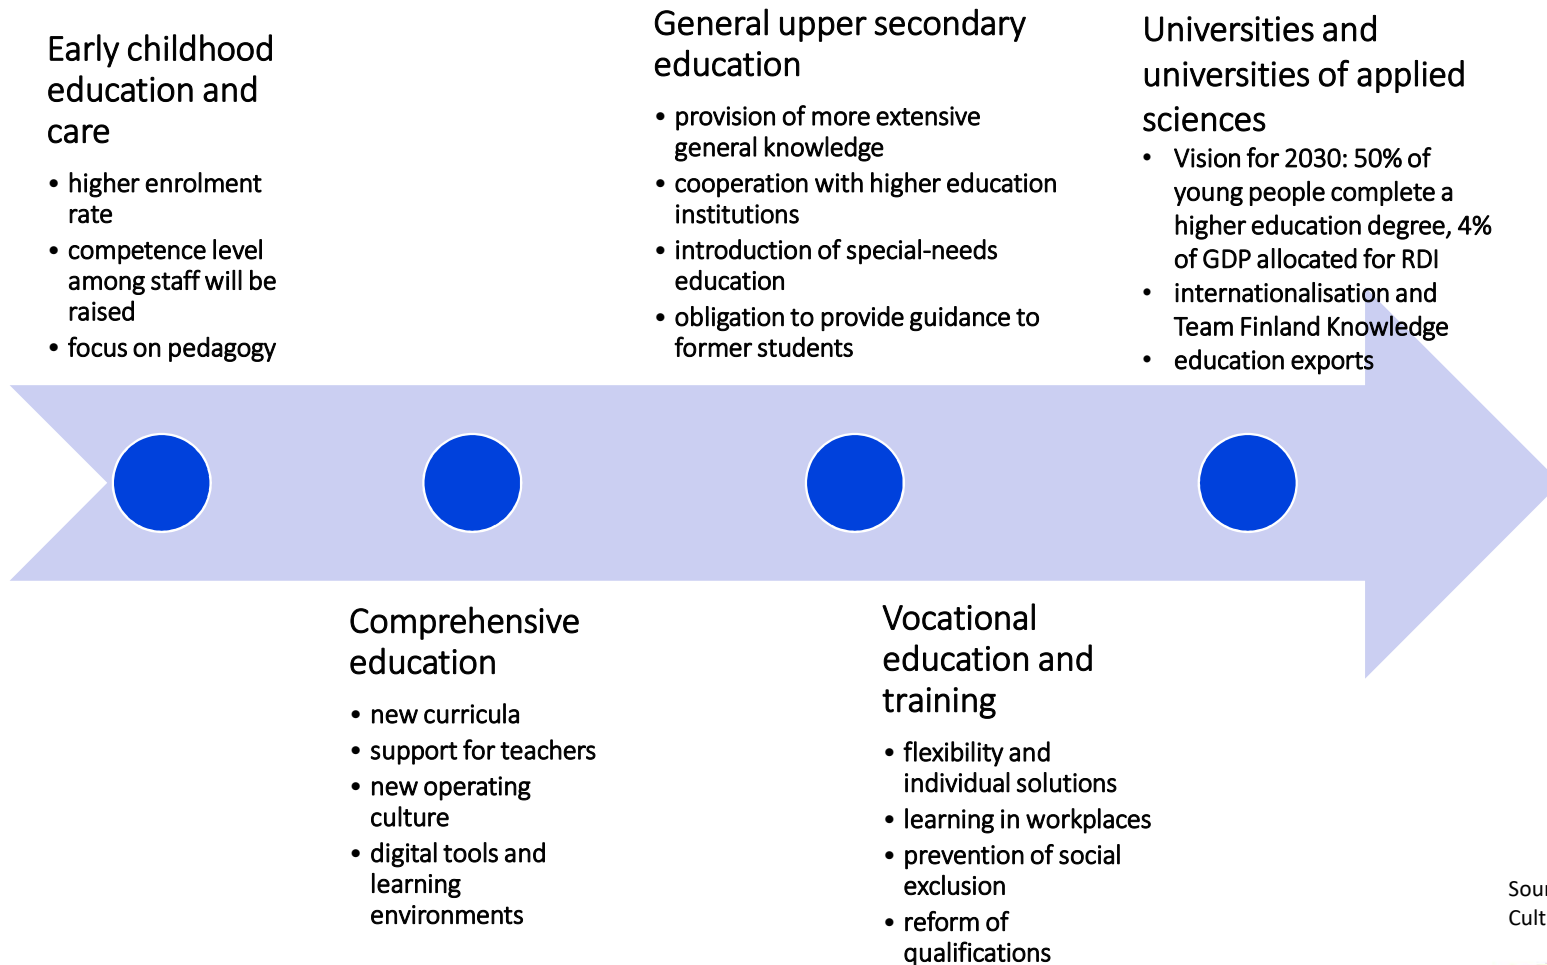 Early childhood
education and
care
• higher enrolment
rate
• competence level
among staff will be
raised
• focus on pedagogy
General upper secondary
education
• provision of more extensive
general knowledge
• cooperation with higher education
institutions
• introduction of special-needs
education
• obligation to provide guidance to
former students
Universities and
universities of applied
sciences
• Vision for 2030: 50% of
young people complete a
higher education degree, 4%
of GDP allocated for RDI
• internationalisation and
Team Finland Knowledge
• education exports
Comprehensive
education
• new curricula
• support for teachers
• new operating
culture
• digital tools and
learning
environments
Vocational
education and
training
• flexibility and
individual solutions
• learning in workplaces
• prevention of social
exclusion
• reform of
qualifications